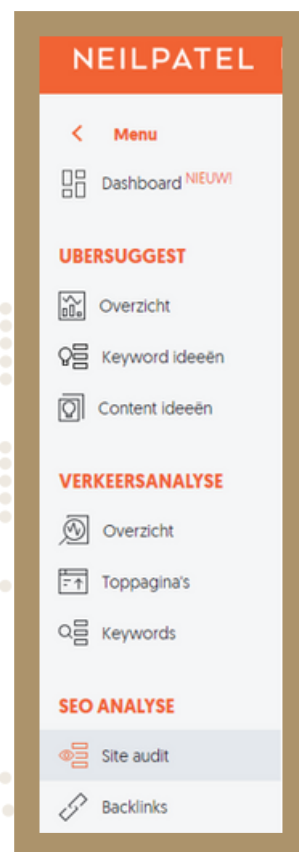 NEILPATEL
Menu
Dashboard NIEUW!
UBERSUGGEST
Overzicht
Keyword ideeën
Content ideeën
VERKEERSANALYSE
Overzicht
Toppagina's
Keywords
SEO ANALYSE
Site audit
Backlinks